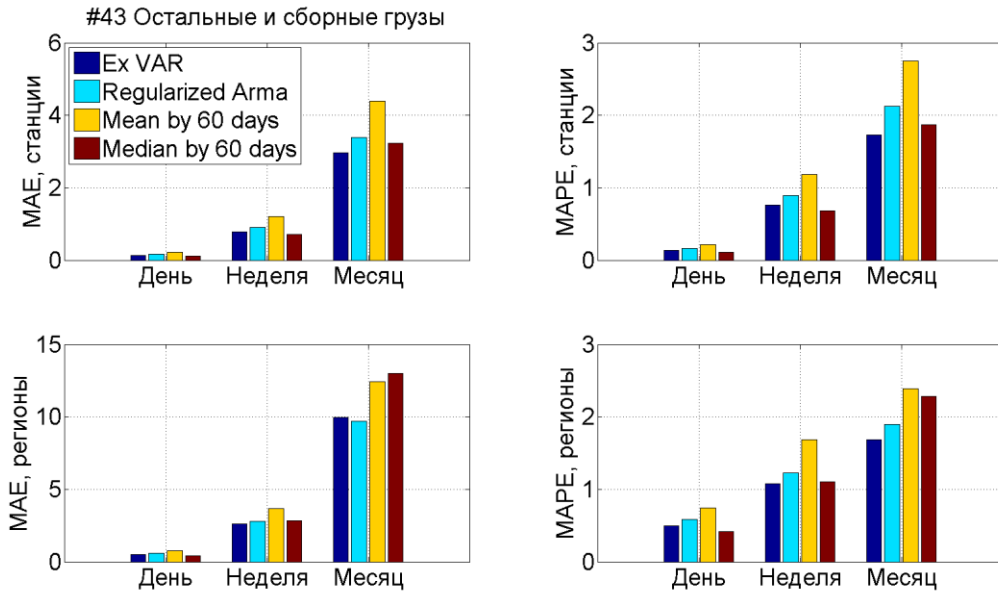 #43 Остальные и сборные грузы
6
4
2
0
MAE, станции
Ex VAR
Regularized Arma
Mean by 60 days
Median by 60 days
День Неделя Месяц
3
2
1
0
MAPE, станции
День Неделя Месяц
15
10
5
0
MAE, регионы
День Неделя Месяц
3
2
1
0
MAPE, регионы
День Неделя Месяц